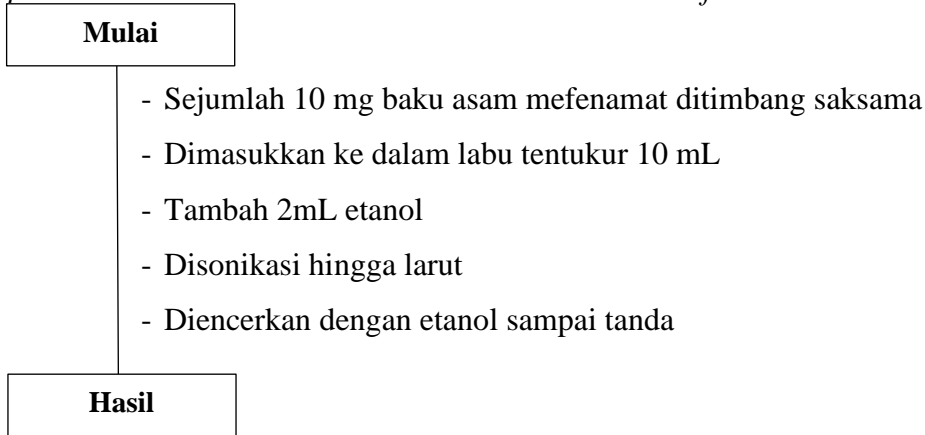 Mulai
- Sejumlah 10 mg baku asam mefenamat ditimbang saksama
- Dimasukkan ke dalam labu tentukur 10 mL
- Tambah 2mL etanol
- Disonikasi hingga larut
- Diencerkan dengan etanol sampai tanda
Hasil